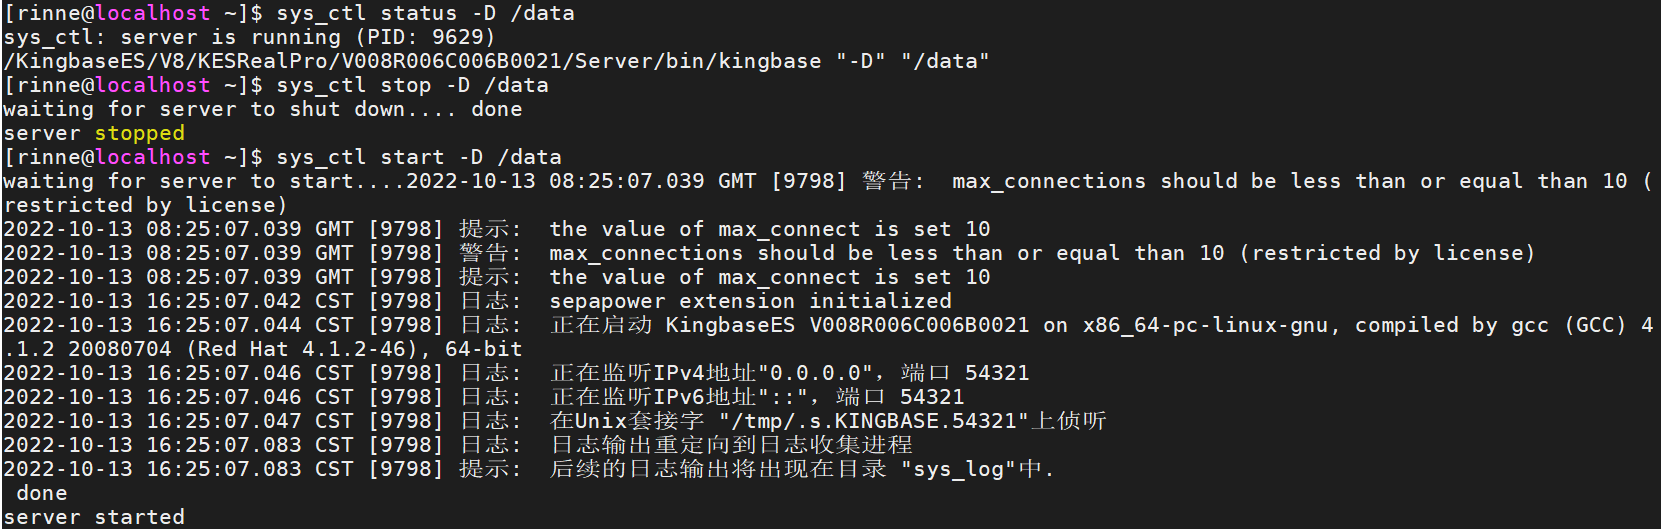 [rinne@localhost ~]$ sys_ctl status -D /data
sys_ctl: server is running (PID: 9629)
/KingbaseES/V8/KESRealPro/V008R006C006B0021/Server/bin/kingbase "-D" "/data"
[rinne@localhost ~]$ sys_ctl stop -D /data
waiting for server to shut down.... done
server stopped
[rinne@localhost ~]$ sys_ctl start -D /data
waiting for server to start....2022-10-13 08:25:07.039 GMT [9798] 警告:  max_connections should be less than or equal than 10 (
restricted by license)
2022-10-13 08:25:07.039 GMT [9798] 提示:  the value of max_connect is set 10
2022-10-13 08:25:07.039 GMT [9798] 警告:  max_connections should be less than or equal than 10 (restricted by license)
2022-10-13 08:25:07.039 GMT [9798] 提示:  the value of max_connect is set 10
2022-10-13 16:25:07.042 CST [9798] 日志:  sepapower extension initialized
2022-10-13 16:25:07.044 CST [9798] 日志:  正在启动 KingbaseES V008R006C006B0021 on x86_64-pc-linux-gnu, compiled by gcc (GCC) 4
.1.2 20080704 (Red Hat 4.1.2-46), 64-bit
2022-10-13 16:25:07.046 CST [9798] 日志:  正在监听IPv4地址"0.0.0.0"，端口 54321
2022-10-13 16:25:07.046 CST [9798] 日志:  正在监听IPv6地址"::"，端口 54321
2022-10-13 16:25:07.047 CST [9798] 日志:  在Unix套接字 "/tmp/.s.KINGBASE.54321"上侦听
2022-10-13 16:25:07.083 CST [9798] 日志:  日志输出重定向到日志收集进程
2022-10-13 16:25:07.083 CST [9798] 提示:  后续的日志输出将出现在目录 "sys_log"中.
 done
server started